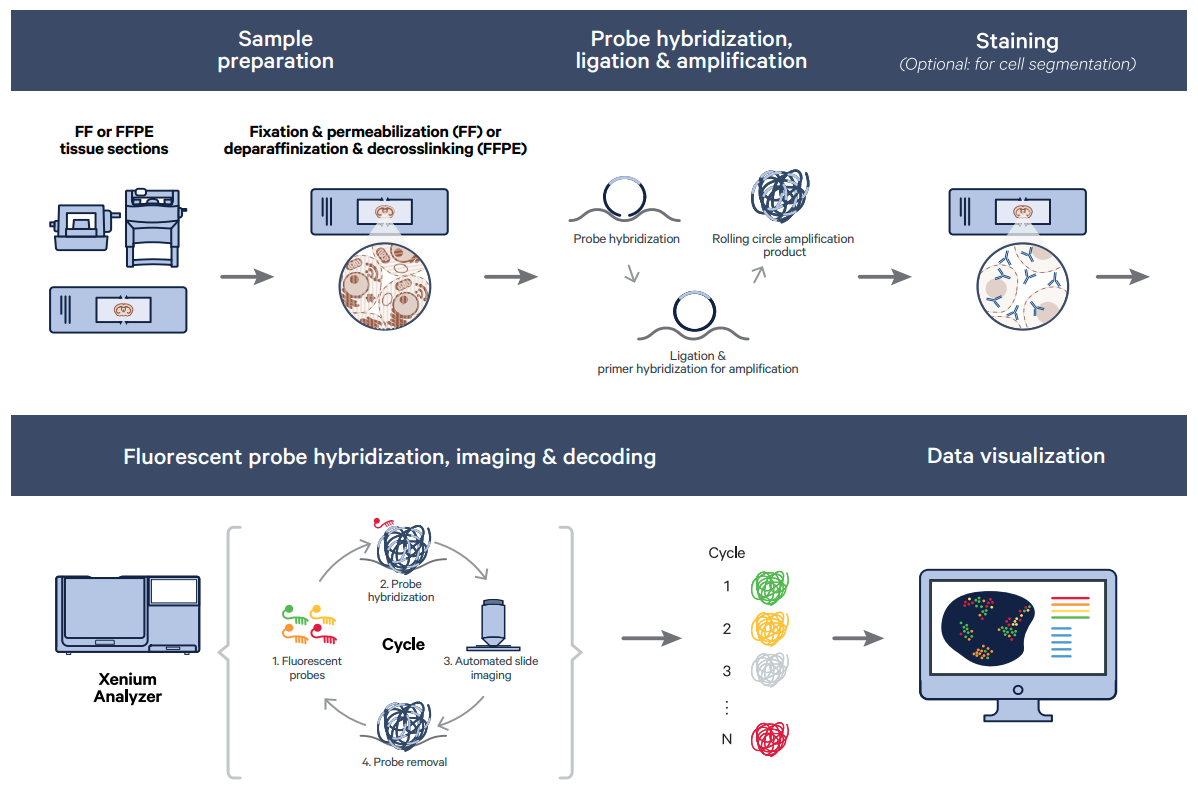 Sample
preparation
Probe hybridization,
ligation & amplification
Staining
(Optional: for cell segmentation)
FF or FFPE
tissue sections
Fixation & permeabilization (FF) or
deparaffinization & decrosslinking (FFPE)
Probe hybridization
Rolling circle amplification
product
Ligation &
primer hybridization for amplification
Fluorescent probe hybridization, imaging & decoding
Data visualization
Xenium
Analyzer
Cycle
1. Fluorescent
probes
2. Probe
hybridization
3. Automated slide
imaging
4. Probe removal
Cycle
1
2
3
⋮
N